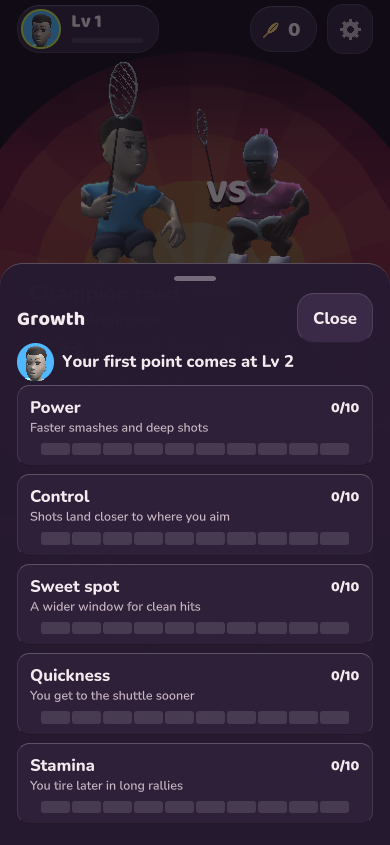 Lv 1
0
VS
Growth
Close
Your first point comes at Lv 2
Power
0/10
Faster smashes and deep shots
Control
0/10
Shots land closer to where you aim
Sweet spot
0/10
A wider window for clean hits
Quickness
0/10
You get to the shuttle sooner
Stamina
0/10
You tire later in long rallies